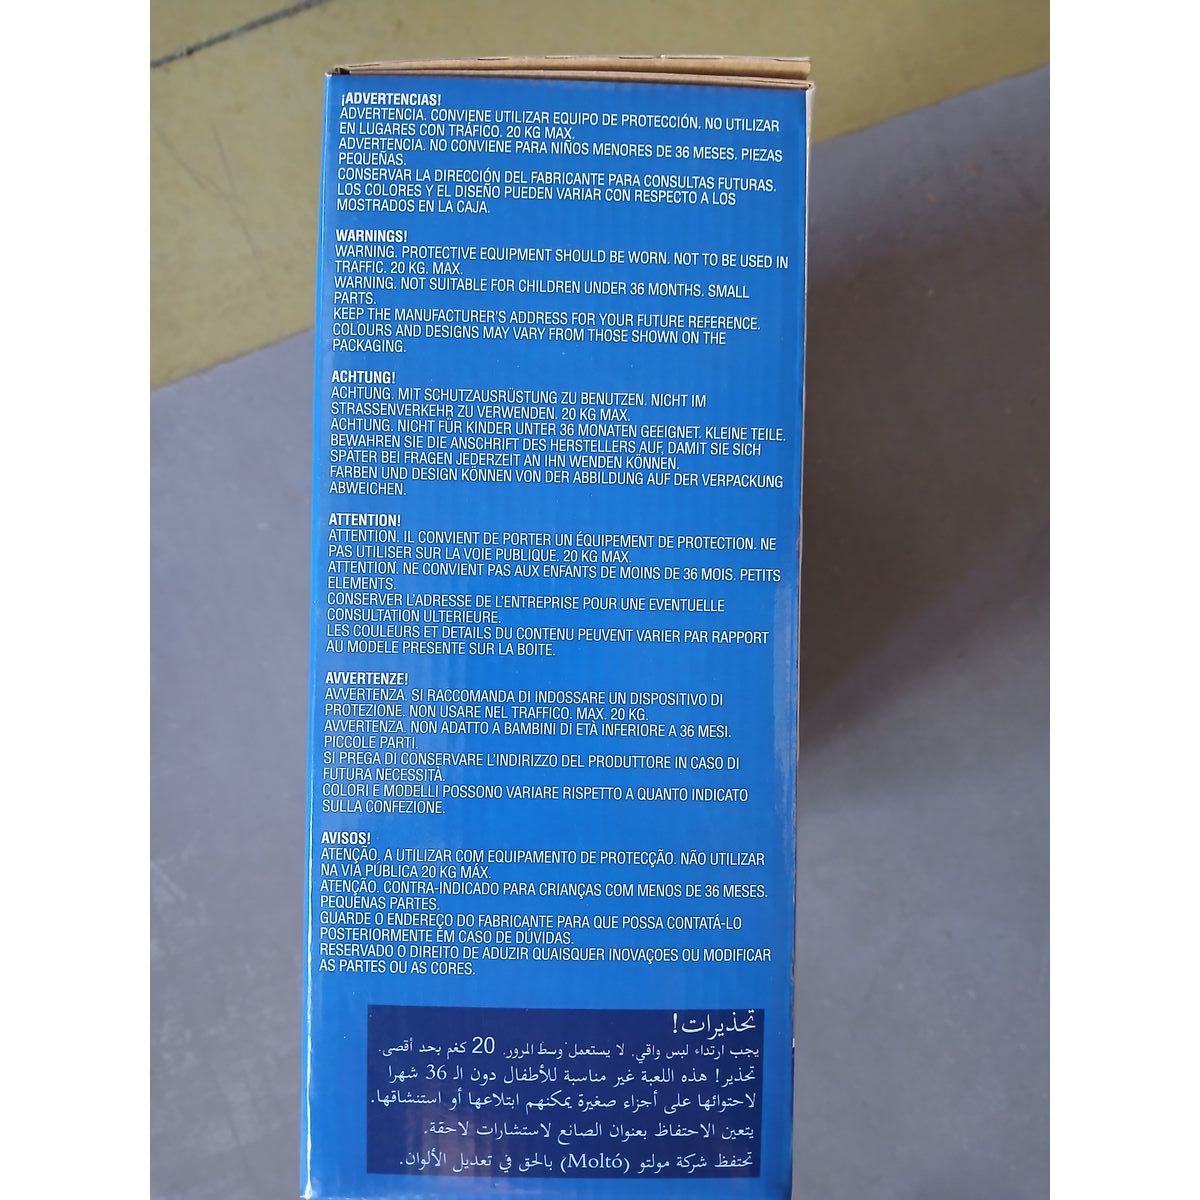 ¡ADVERTENCIAS!
ADVERTENCIA. CONVIENE UTILIZAR EQUIPO DE PROTECCIÓN. NO UTILIZAR
EN LUGARES CON TRÁFICO. 20 KG MAX.
ADVERTENCIA. NO CONVIENE PARA NIÑOS MENORES DE 36 MESES. PIEZAS
PEQUEÑAS.
CONSERVAR LA DIRECCIÓN DEL FABRICANTE PARA CONSULTAS FUTURAS.
LOS COLORES Y EL DISEÑO PUEDEN VARIAR CON RESPECTO A LOS
MOSTRADOS EN LA CAJA.
WARNINGS!
WARNING. PROTECTIVE EQUIPMENT SHOULD BE WORN. NOT TO BE USED IN
TRAFFIC. 20 KG. MAX.
WARNING. NOT SUITABLE FOR CHILDREN UNDER 36 MONTHS. SMALL
PARTS.
KEEP THE MANUFACTURER'S ADDRESS FOR YOUR FUTURE REFERENCE.
COLOURS AND DESIGNS MAY VARY FROM THOSE SHOWN ON THE
PACKAGING.
ACHTUNG!
ACHTUNG. MIT SCHUTZAUSRÜSTUNG ZU BENUTZEN. NICHT IM
STRASSENVERKEHR ZU VERWENDEN. 20 KG MAX.
ACHTUNG. NICHT FÜR KINDER UNTER 36 MONATEN GEEIGNET. KLEINE TEILE.
BEWAHREN SIE DIE ANSCHRIFT DES HERSTELLERS AUF, DAMIT SIE SICH
SPÄTER BEI FRAGEN JEDERZEIT AN IHN WENDEN KÖNNEN.
FARBEN UND DESIGN KÖNNEN VON DER ABBILDUNG AUF DER VERPACKUNG
ABWEICHEN.
ATTENTION!
ATTENTION. IL CONVIENT DE PORTER UN ÉQUIPEMENT DE PROTECTION. NE
PAS UTILISER SUR LA VOIE PUBLIQUE. 20 KG MAX.
ATTENTION. NE CONVIENT PAS AUX ENFANTS DE MOINS DE 36 MOIS. PETITS
ELEMENTS.
CONSERVER L'ADRESSE DE L'ENTREPRISE POUR UNE EVENTUELLE
CONSULTATION ULTERIEURE.
LES COULEURS ET DETAILS DU CONTENU PEUVENT VARIER PAR RAPPORT
AU MODELE PRESENTE SUR LA BOITE.
AVVERTENZE!
AVVERTENZA. SI RACCOMANDA DI INDOSSARE UN DISPOSITIVO DI
PROTEZIONE. NON USARE NEL TRAFFICO. MAX. 20 KG.
AVVERTENZA. NON ADATTO A BAMBINI DI ETÀ INFERIORE A 36 MESI.
PICCOLE PARTI.
SI PREGA DI CONSERVARE L'INDIRIZZO DEL PRODUTTORE IN CASO DI
FUTURA NECESSITÀ.
COLORI E MODELLI POSSONO VARIARE RISPETTO A QUANTO INDICATO
SULLA CONFEZIONE.
AVISOS!
ATENÇÃO. A UTILIZAR COM EQUIPAMENTO DE PROTECÇÃO. NÃO UTILIZAR
NA VIA PÚBLICA 20 KG MÁX.
ATENÇÃO. CONTRA-INDICADO PARA CRIANÇAS COM MENOS DE 36 MESES.
PEQUENAS PARTES.
GUARDE O ENDEREÇO DO FABRICANTE PARA QUE POSSA CONTATÁ-LO
POSTERIORMENTE EM CASO DE DÚVIDAS.
RESERVADO O DIREITO DE ADUZIR QUAISQUER INOVAÇOES OU MODIFICAR
AS PARTES OU AS CORES.
تحذيرات!
يجب ارتداء لبس واقي. لا يستعمل وسط المرور. 20 كغم بحد أقصى.
تحذير! هذه اللعبة غير مناسبة للأطفال دون الـ 36 شهرا
لاحتوائها على أجزاء صغيرة يمكنهم ابتلاعها أو استنشاقها.
يتعين الاحتفاظ بعنوان الصانع لاستشارات لاحقة.
تحتفظ شركة مولتو (Moltó) بالحق في تعديل الألوان.